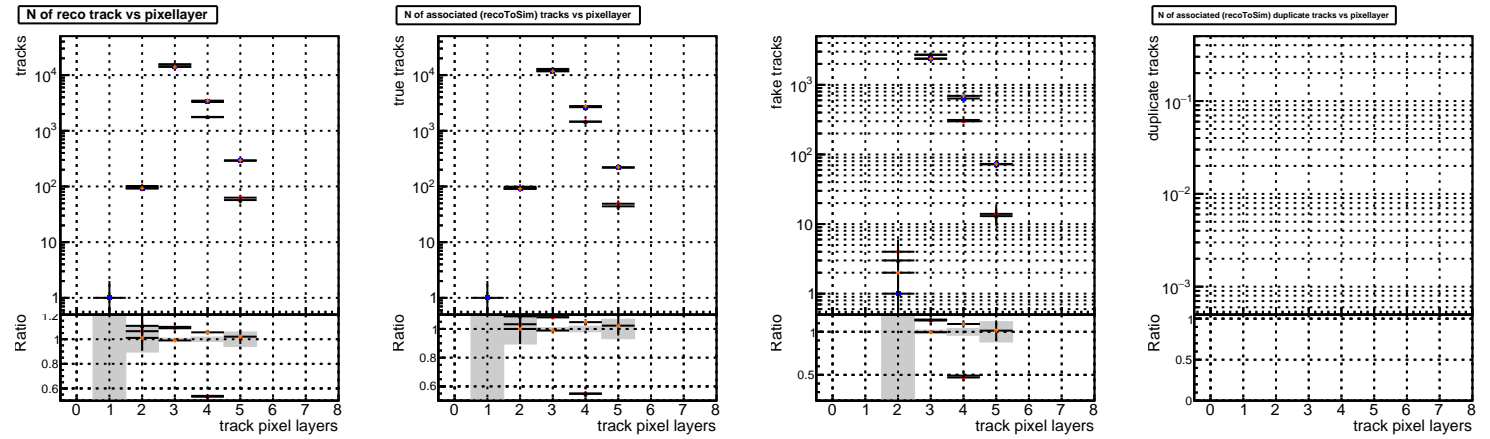 N of reco track vs pixellayer
tracks
10⁴
10³
10²
10
1
1.2
1
0.8
0.6
Ratio
0 1 2 3 4 5 6 7 8
track pixel layers
N of associated (recoToSim) tracks vs pixellayer
true tracks
10⁴
10³
10²
10
1
1
0.8
0.6
Ratio
0 1 2 3 4 5 6 7 8
track pixel layers
fake tracks
10³
10²
10
1
1
0.5
Ratio
0 1 2 3 4 5 6 7 8
track pixel layers
N of associated (recoToSim) duplicate tracks vs pixellayer
duplicate tracks
10⁻¹
10⁻²
10⁻³
1
0.5
0
Ratio
0 1 2 3 4 5 6 7 8
track pixel layers